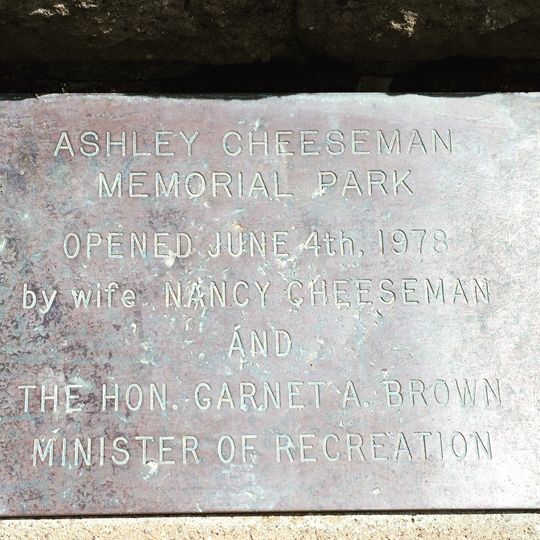 ASHLEY CHEESEMAN
MEMORIAL PARK
OPENED JUNE 4th, 1978
by wife NANCY CHEESEMAN
AND
THE HON. GARNET A. BROWN
MINISTER OF RECREATION